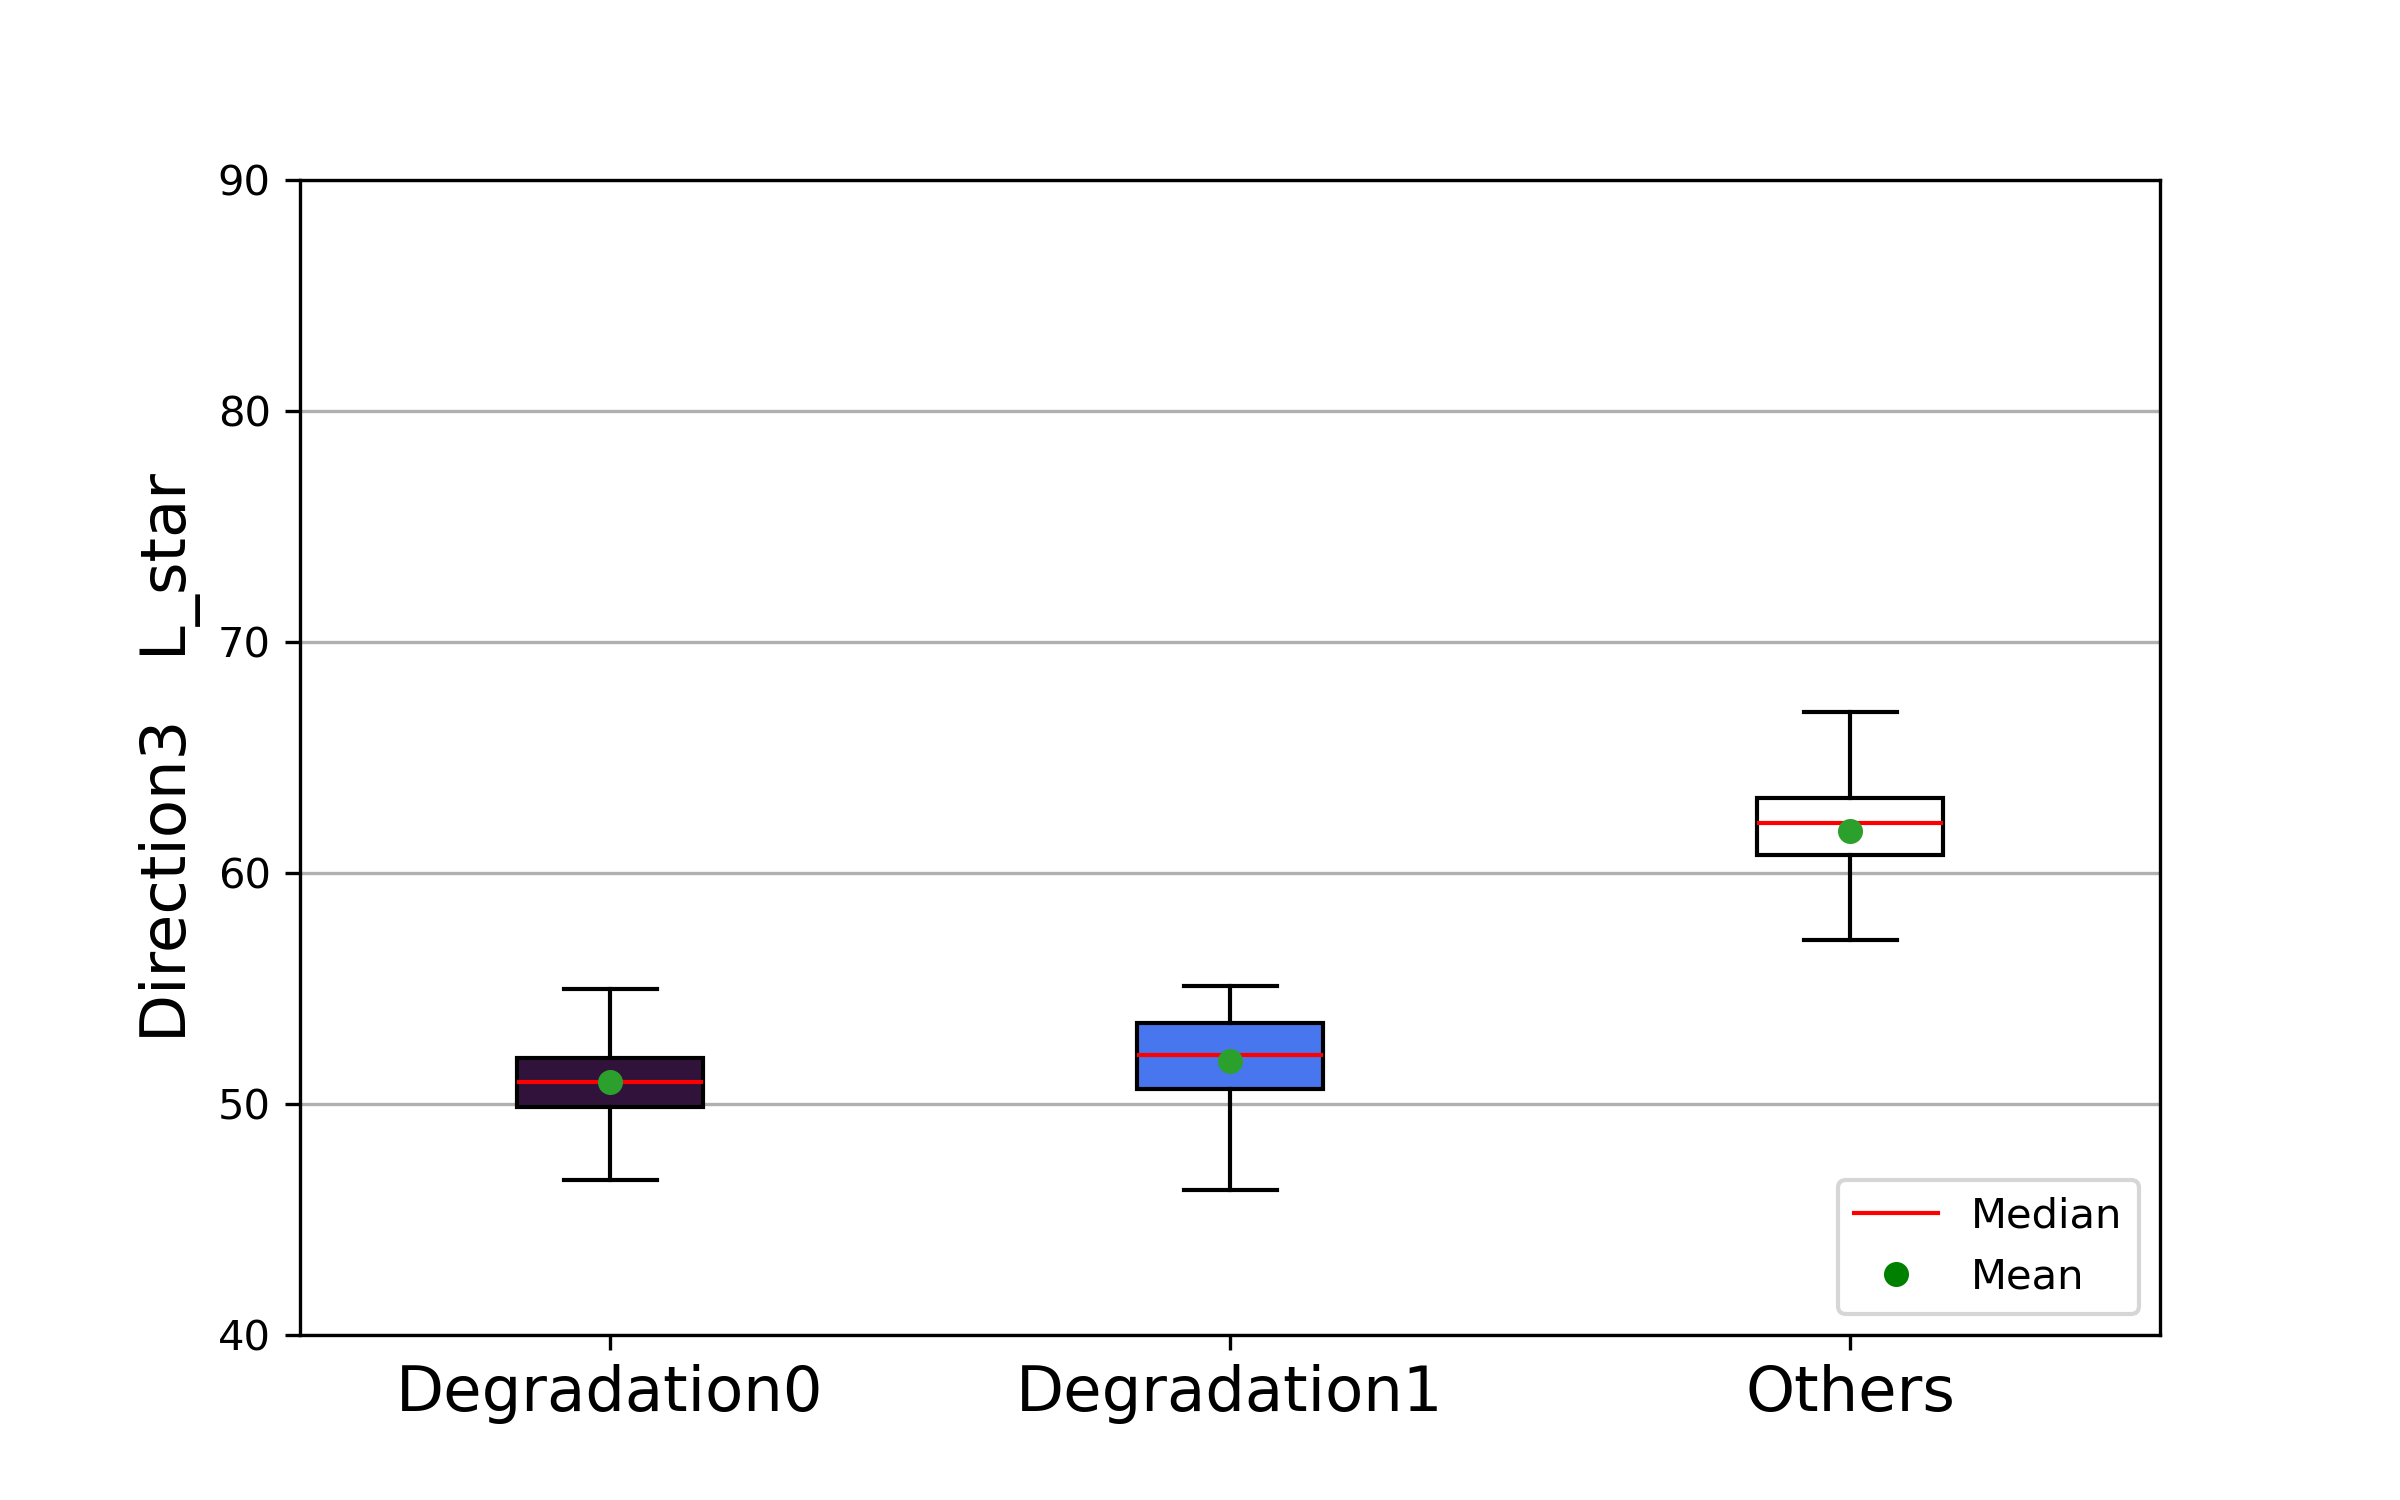 90
80
70
60
50
40
Direction3  L_star
Degradation0
Degradation1
Others
Median
Mean